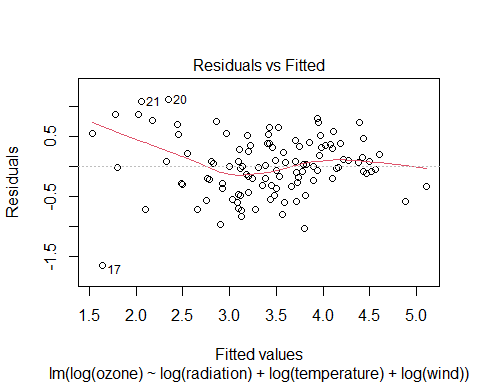 Residuals vs Fitted
Residuals
0.5
-0.5
-1.5
21
20
17
1.5 2.0 2.5 3.0 3.5 4.0 4.5 5.0
Fitted values
lm(log(ozone) ~ log(radiation) + log(temperature) + log(wind))